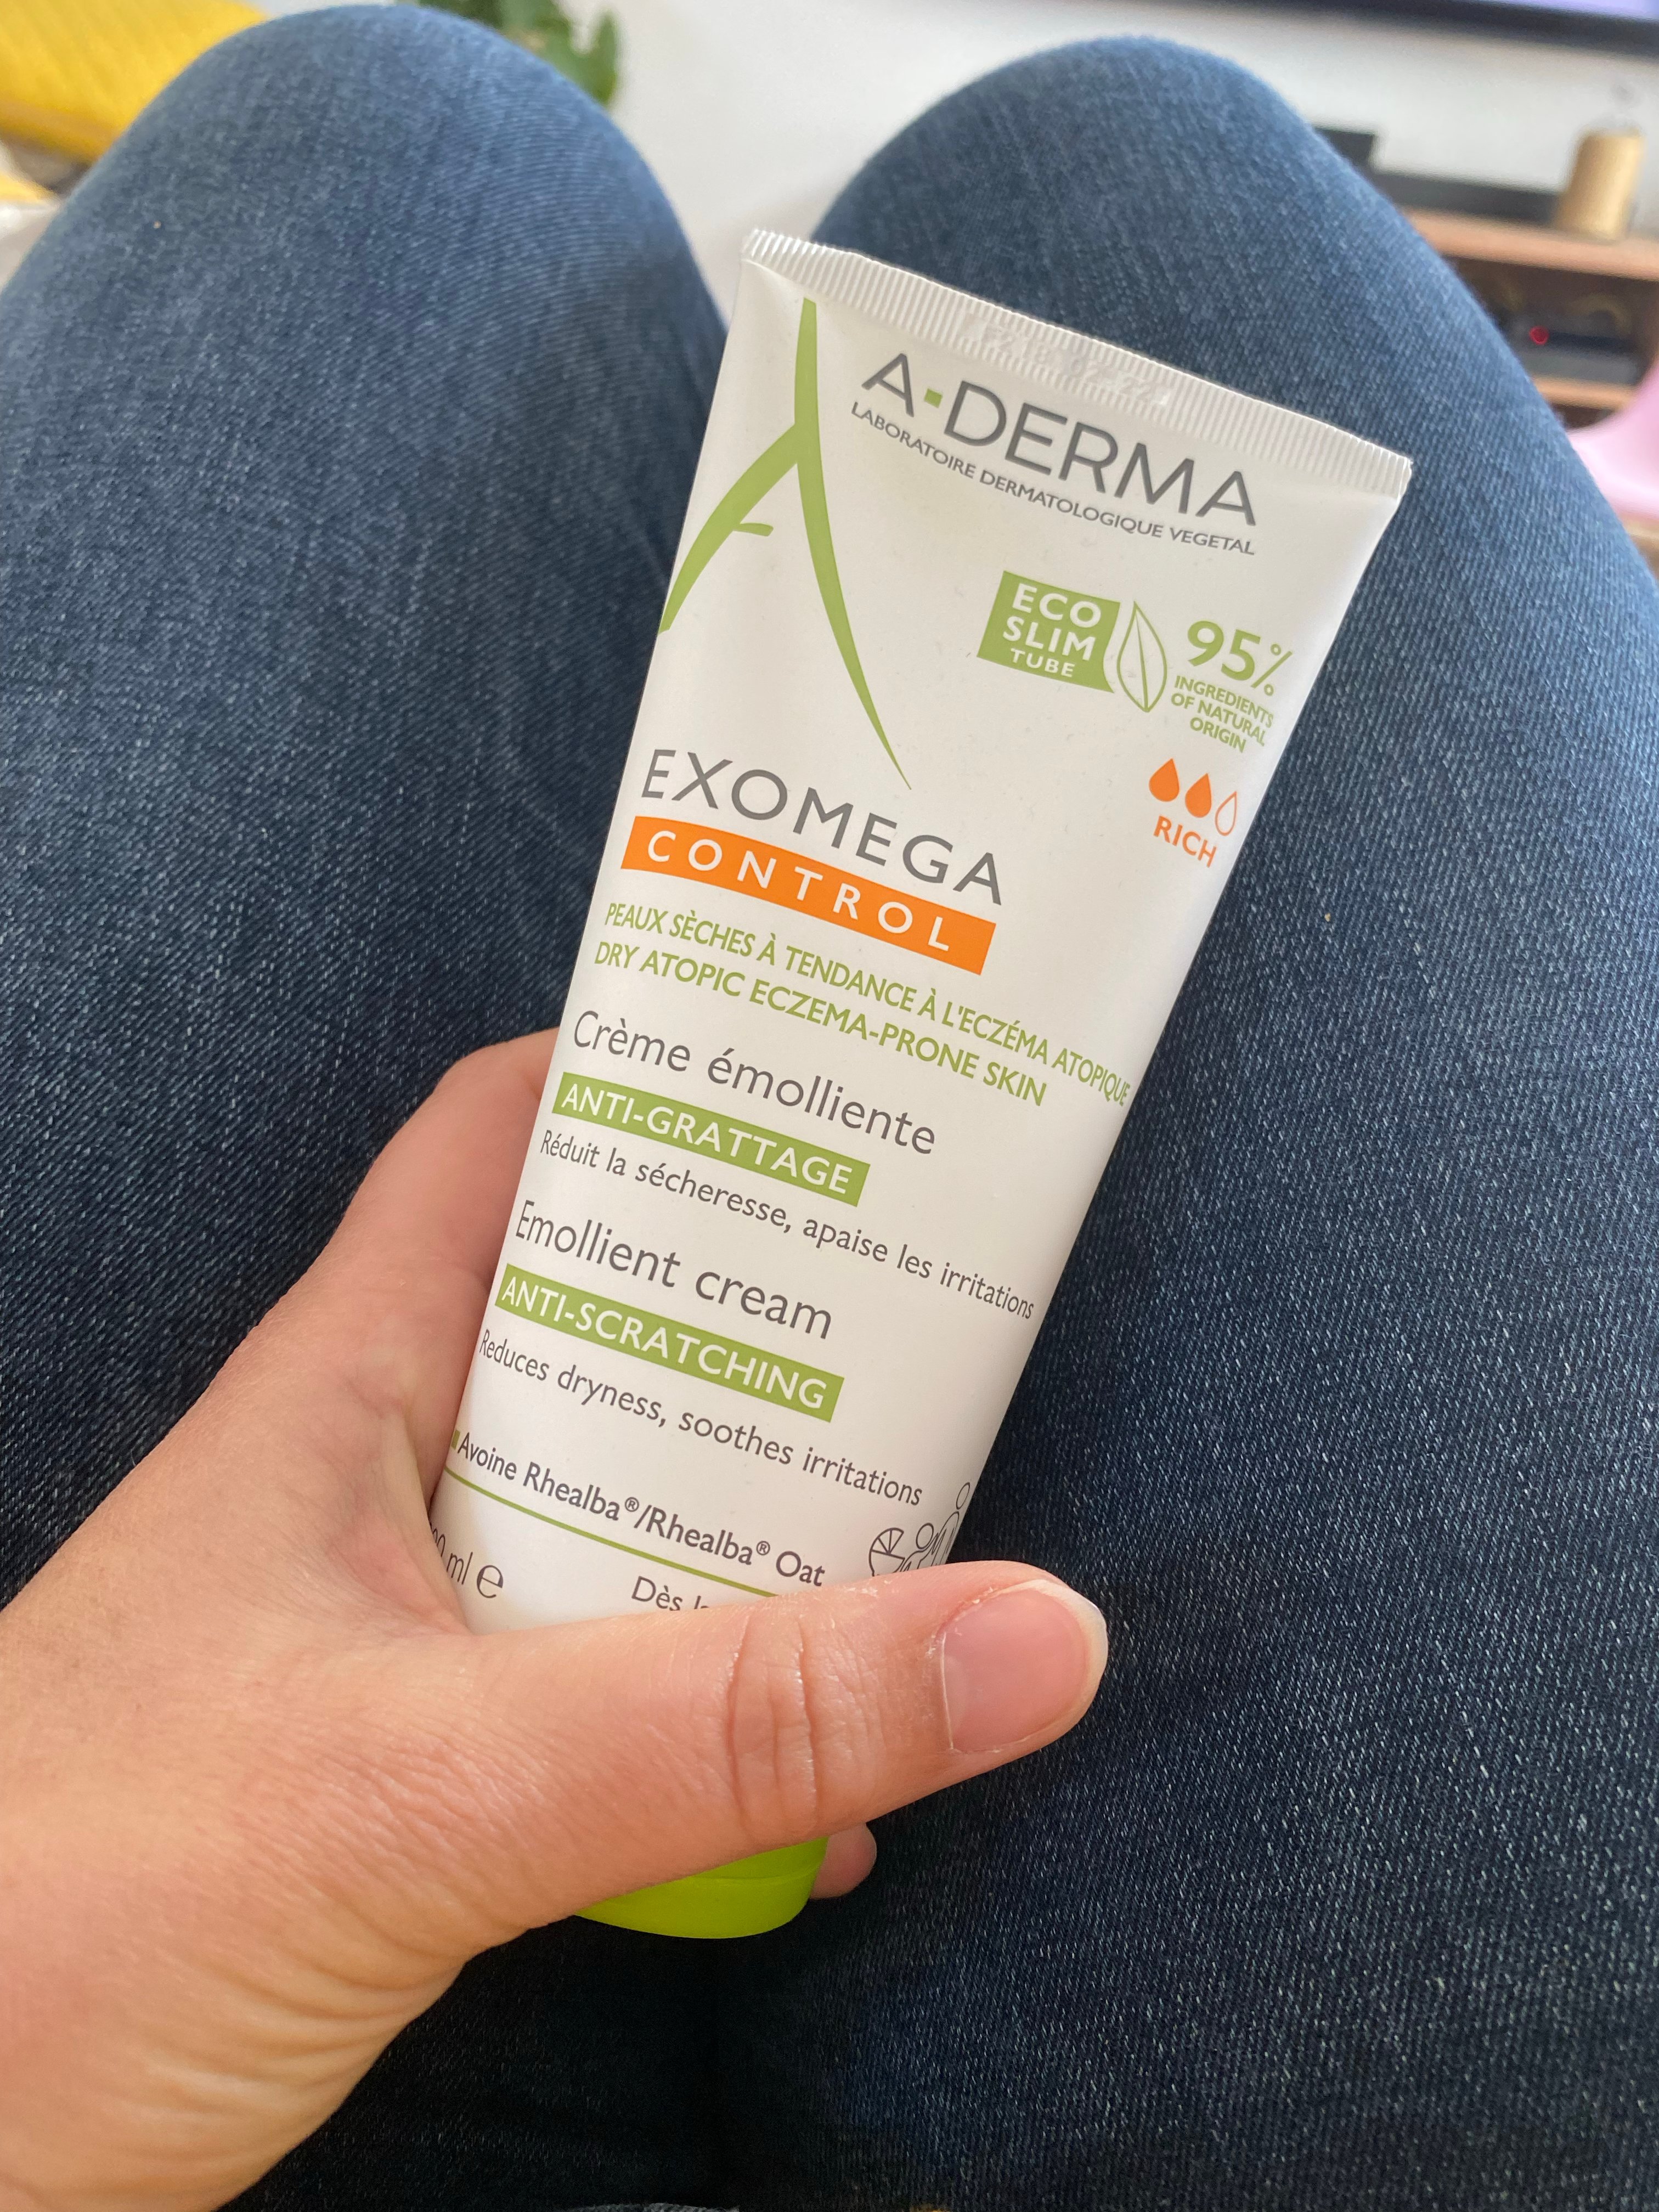 A-DERMA
LABORATOIRE DERMATOLOGIQUE VEGETAL
ECO
SLIM
TUBE
95%
INGREDIENTS
OF NATURAL
ORIGIN
RICH
EXOMEGA
CONTROL
PEAUX SÈCHES À TENDANCE À L'ECZÉMA ATOPIQUE
DRY ATOPIC ECZEMA-PRONE SKIN
Crème émolliente
ANTI-GRATTAGE
Réduit la sécheresse, apaise les irritations
Emollient cream
ANTI-SCRATCHING
Reduces dryness, soothes irritations
Avoine Rhealba®/Rhealba® Oat
ml e
Dès